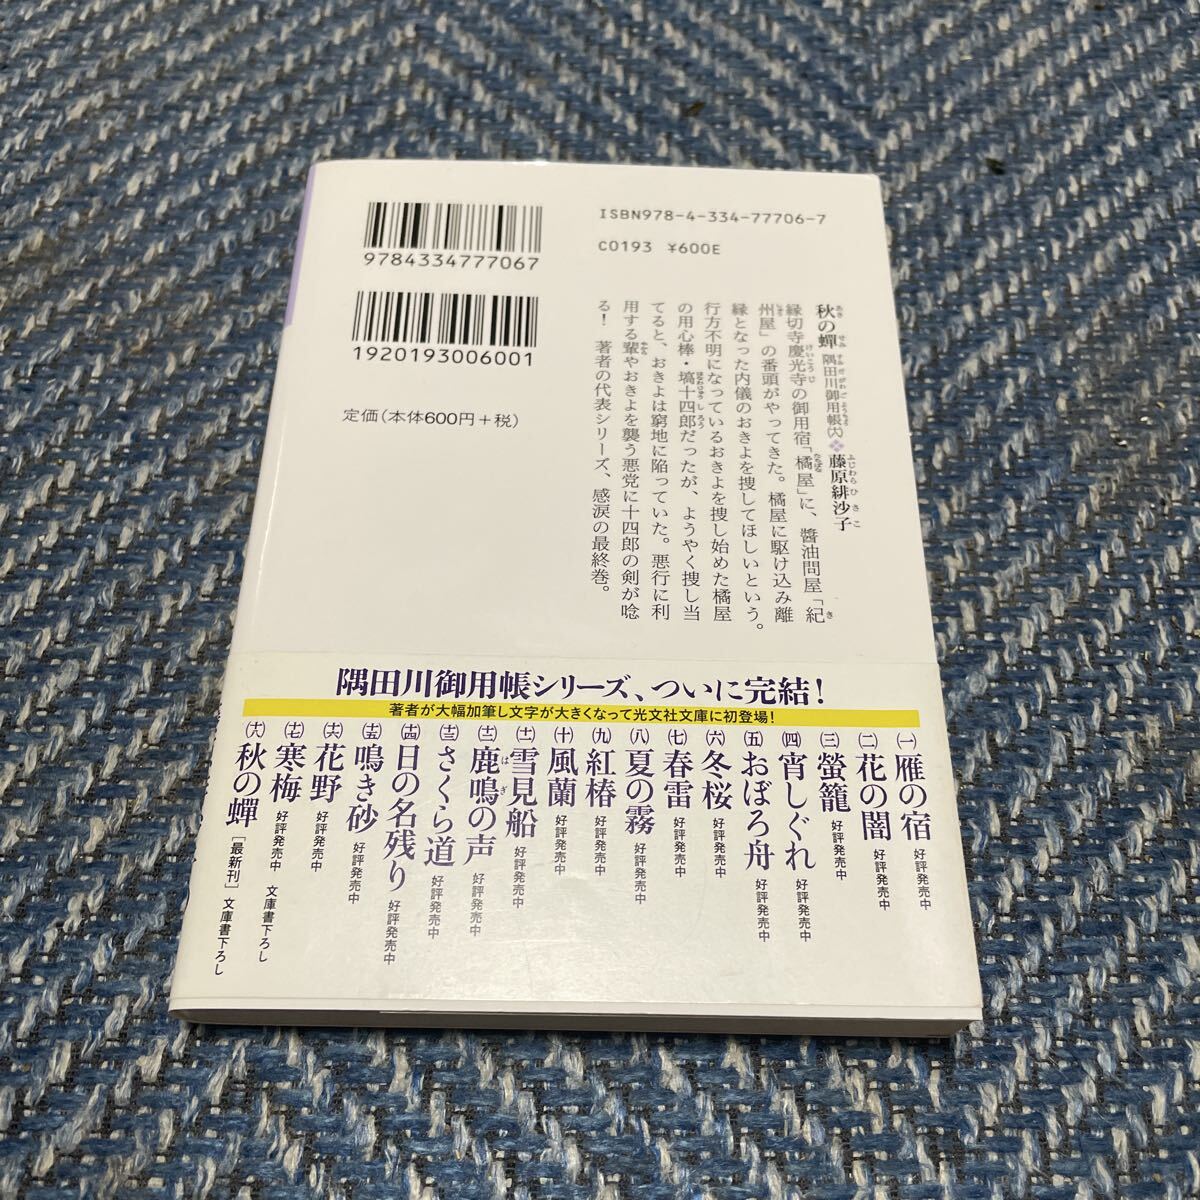 ISBN978-4-334-77706-7
C0193 ¥600E
9784334777067
1920193006001
定価(本体600円+税)
秋の蟬 隅田川御用帳(十八) 藤原緋沙子
縁切寺慶光寺の御用宿「橘屋」に、醬油問屋「紀
州屋」の番頭がやってきた。橘屋に駆け込み離
縁となった内儀のおきよを捜してほしいという。
行方不明になっているおきよを捜し始めた橘屋
の用心棒・塙十四郎だったが、ようやく捜し当
てると、おきよは窮地に陥っていた。悪行に利
用する輩やおきよを襲う悪党に十四郎の剣が唸
る! 著者の代表シリーズ、感涙の最終巻。
隅田川御用帳シリーズ、ついに完結!
著者が大幅加筆し文字が大きくなって光文社文庫に初登場!
(一)雁の宿 好評発売中
(二)花の闇 好評発売中
(三)螢籠 好評発売中
(四)宵しぐれ 好評発売中
(五)おぼろ舟 好評発売中
(六)冬桜 好評発売中
(七)春雷 好評発売中
(八)夏の霧 好評発売中
(九)紅椿 好評発売中
(十)風蘭 好評発売中
(十一)雪見船 好評発売中
(十二)鹿鳴の声 好評発売中
(十三)さくら道 好評発売中
(十四)日の名残り 好評発売中
(十五)鳴き砂 好評発売中
(十六)花野 好評発売中
(十七)寒梅 好評発売中 文庫書下ろし
(十八)秋の蟬 [最新刊] 文庫書下ろし